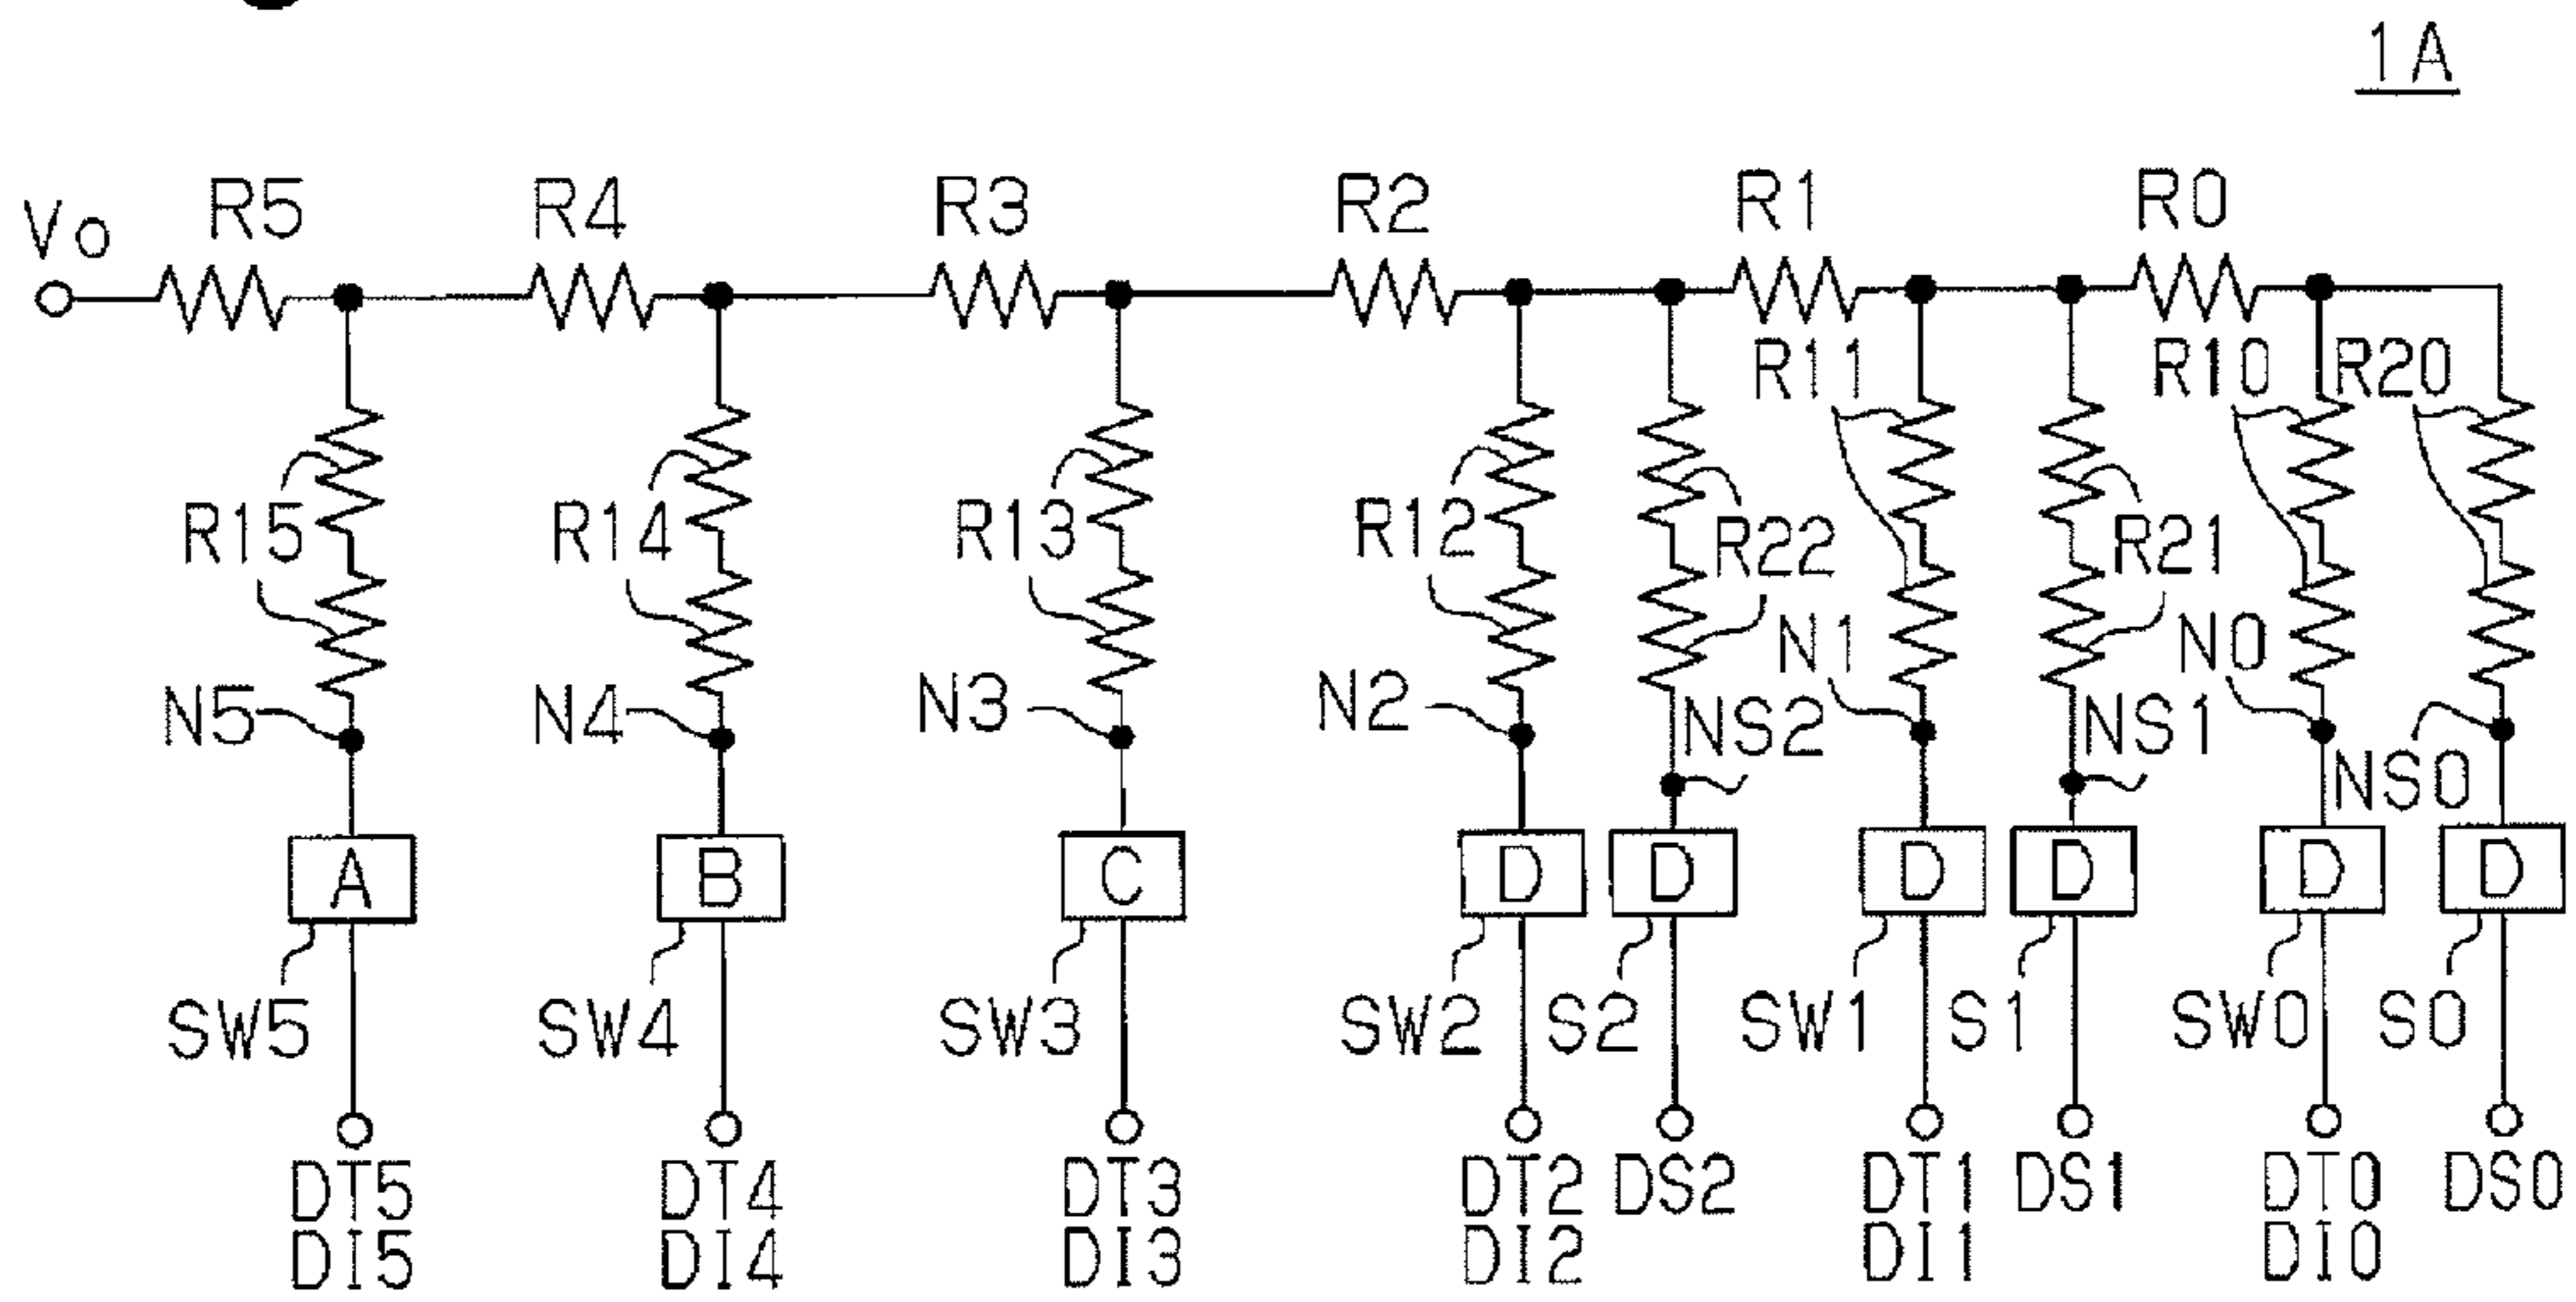 1A
Vo R5 R4 R3 R2 R1 R0
R11 R10 R20
R15 R14 R13 R12 R22 R21
N5 N4 N3 N2 NS2 N1 NS1 N0 NS0
A B C D D D D D D
SW5 SW4 SW3 SW2 S2 SW1 S1 SW0 S0
DT5 DT4 DT3 DT2 DS2 DT1 DS1 DT0 DS0
DI5 DI4 DI3 DI2 DI1 DI0